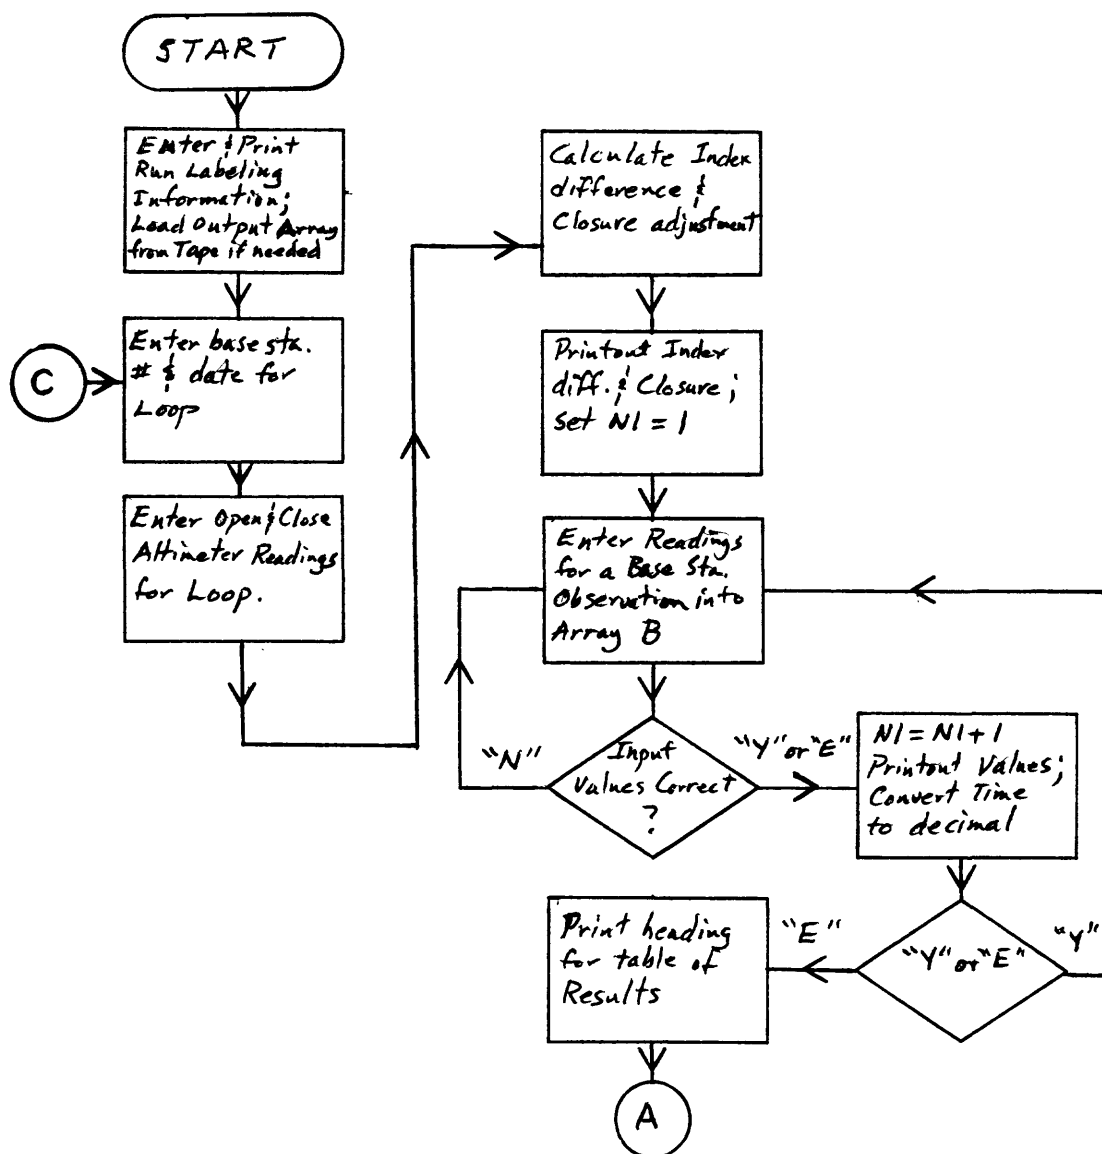 START
Enter & Print
Run Labeling
Information;
Load Output Array
from Tape if needed
C
Enter base sta.
# & date for
Loop
Enter Open & Close
Altimeter Readings
for Loop.
Calculate Index
difference &
Closure adjustment
Printout Index
diff. & Closure;
set N1 = 1
Enter Readings
for a Base Sta.
Observation into
Array B
Input
Values Correct
?
"N"
"Y" or "E"
N1 = N1 + 1
Printout Values;
Convert Time
to decimal
"Y" or "E"
"Y"
"E"
Print heading
for table of
Results
A